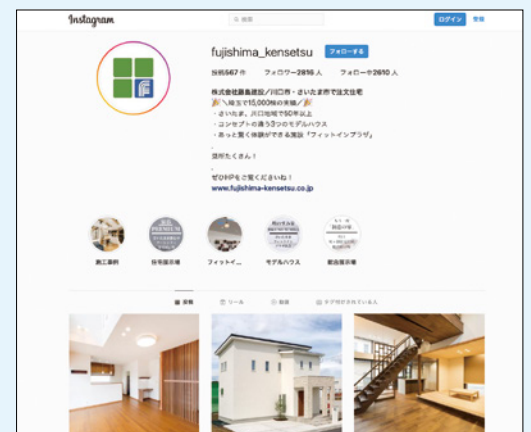 Instagram
検索
ログイン
登録
fujishima_kensetsu
フォローする
投稿567 件 フォロワー2816 人 フォロー中2610 人
株式会社藤島建設／川口市・さいたま市で注文住宅
＼埼玉で15,000棟の実績／
・さいたま、川口地域で60年以上
・コンセプトの違う3つのモデルハウス
・あっと驚く体験ができる施設「フィットインプラザ」
.
見所たくさん！
.
ぜひHPをご覧くださいね！
www.fujishima-kensetsu.co.jp
PREMIUM
施工事例
住宅展示場
フィットイ...
モデルハウス
総合展示場
投稿
リール
動画
タグ付けされている人